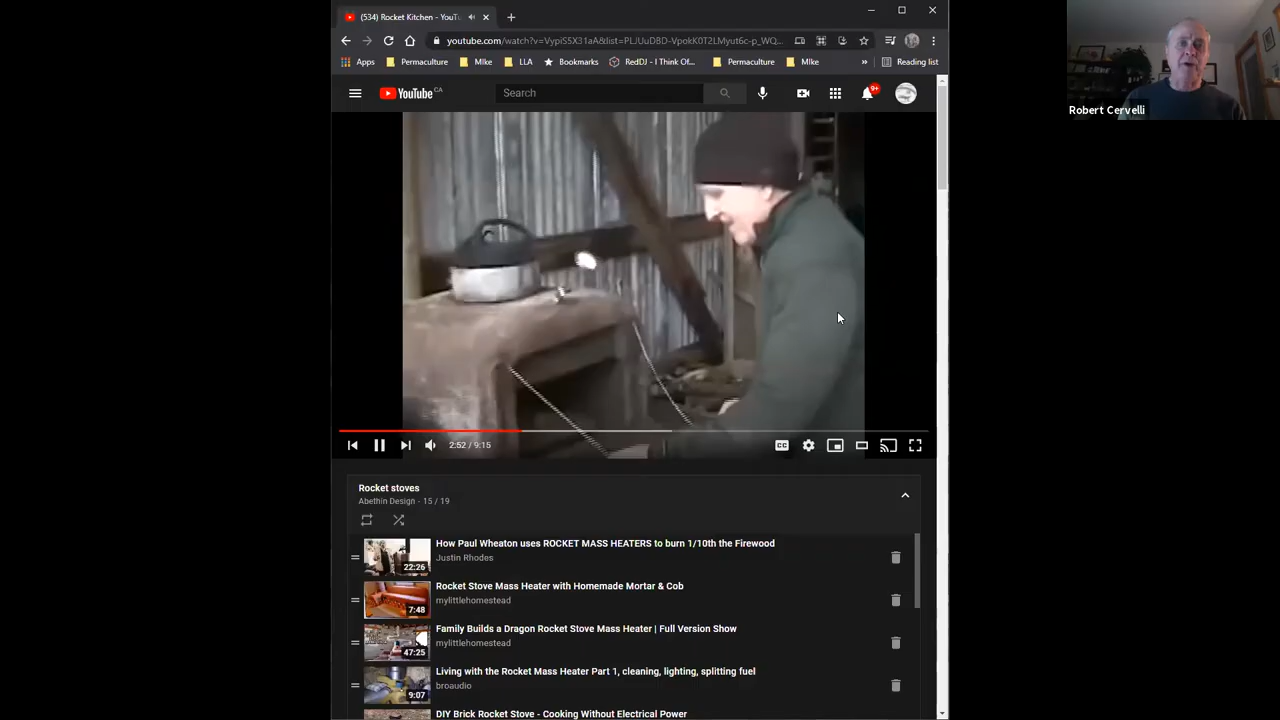 (534) Rocket Kitchen - YouTu
youtube.com/watch?v=VypiS5X31aA&list=PLJUuDBD-VpokK0T2LMyut6c-p_WQ...
Apps
Permaculture
MIke
LLA
Bookmarks
RedDJ - I Think Of...
Permaculture
MIke
»
Reading list
YouTube CA
Search
9+
Robert Cervelli
2:52 / 9:15
CC
Rocket stoves
Abethin Design - 15 / 19
How Paul Wheaton uses ROCKET MASS HEATERS to burn 1/10th the Firewood
Justin Rhodes
22:26
Rocket Stove Mass Heater with Homemade Mortar & Cob
mylittlehomestead
7:48
Family Builds a Dragon Rocket Stove Mass Heater | Full Version Show
mylittlehomestead
47:25
Living with the Rocket Mass Heater Part 1, cleaning, lighting, splitting fuel
broaudio
9:07
DIY Brick Rocket Stove - Cooking Without Electrical Power